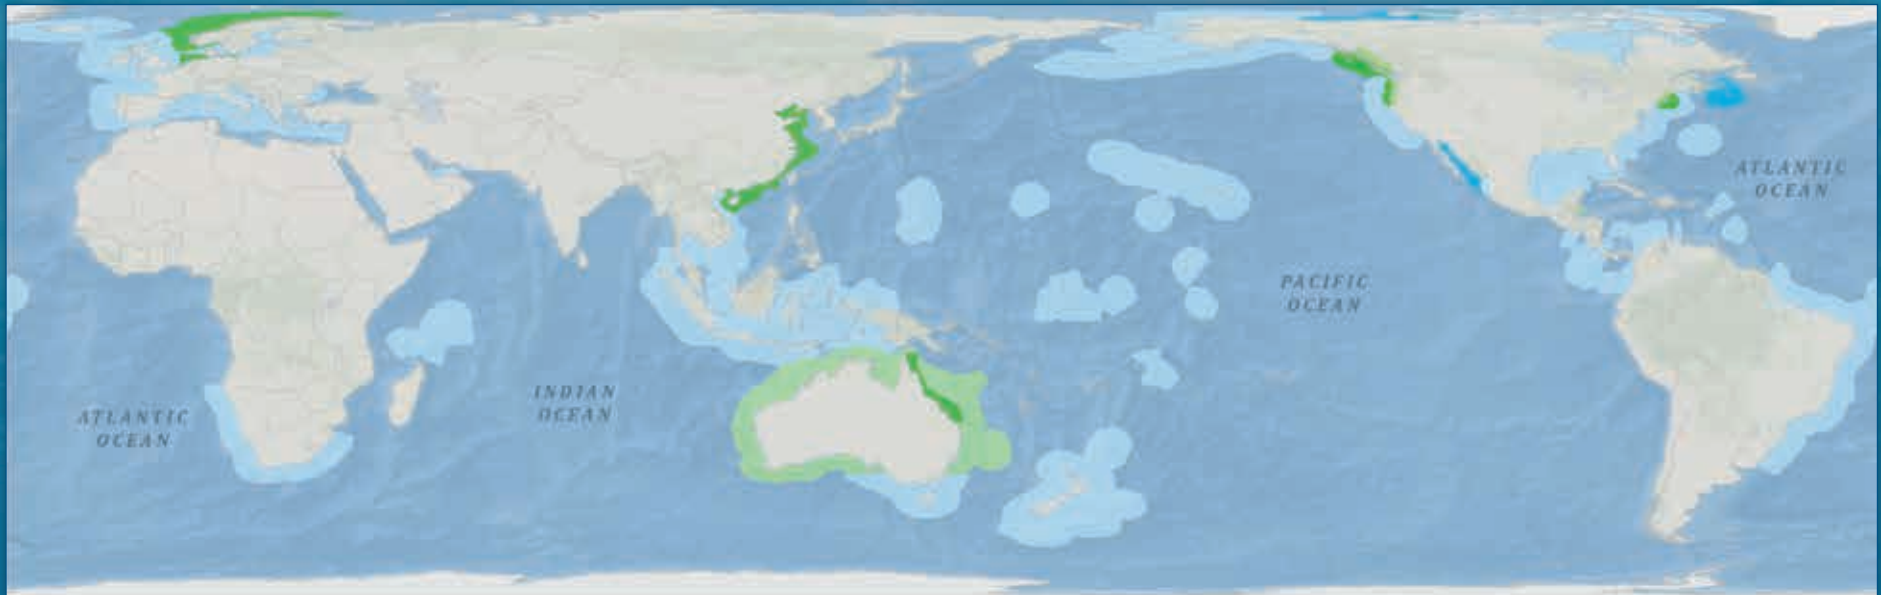 ATLANTIC
OCEAN
PACIFIC
OCEAN
INDIAN
OCEAN
ATLANTIC
OCEAN